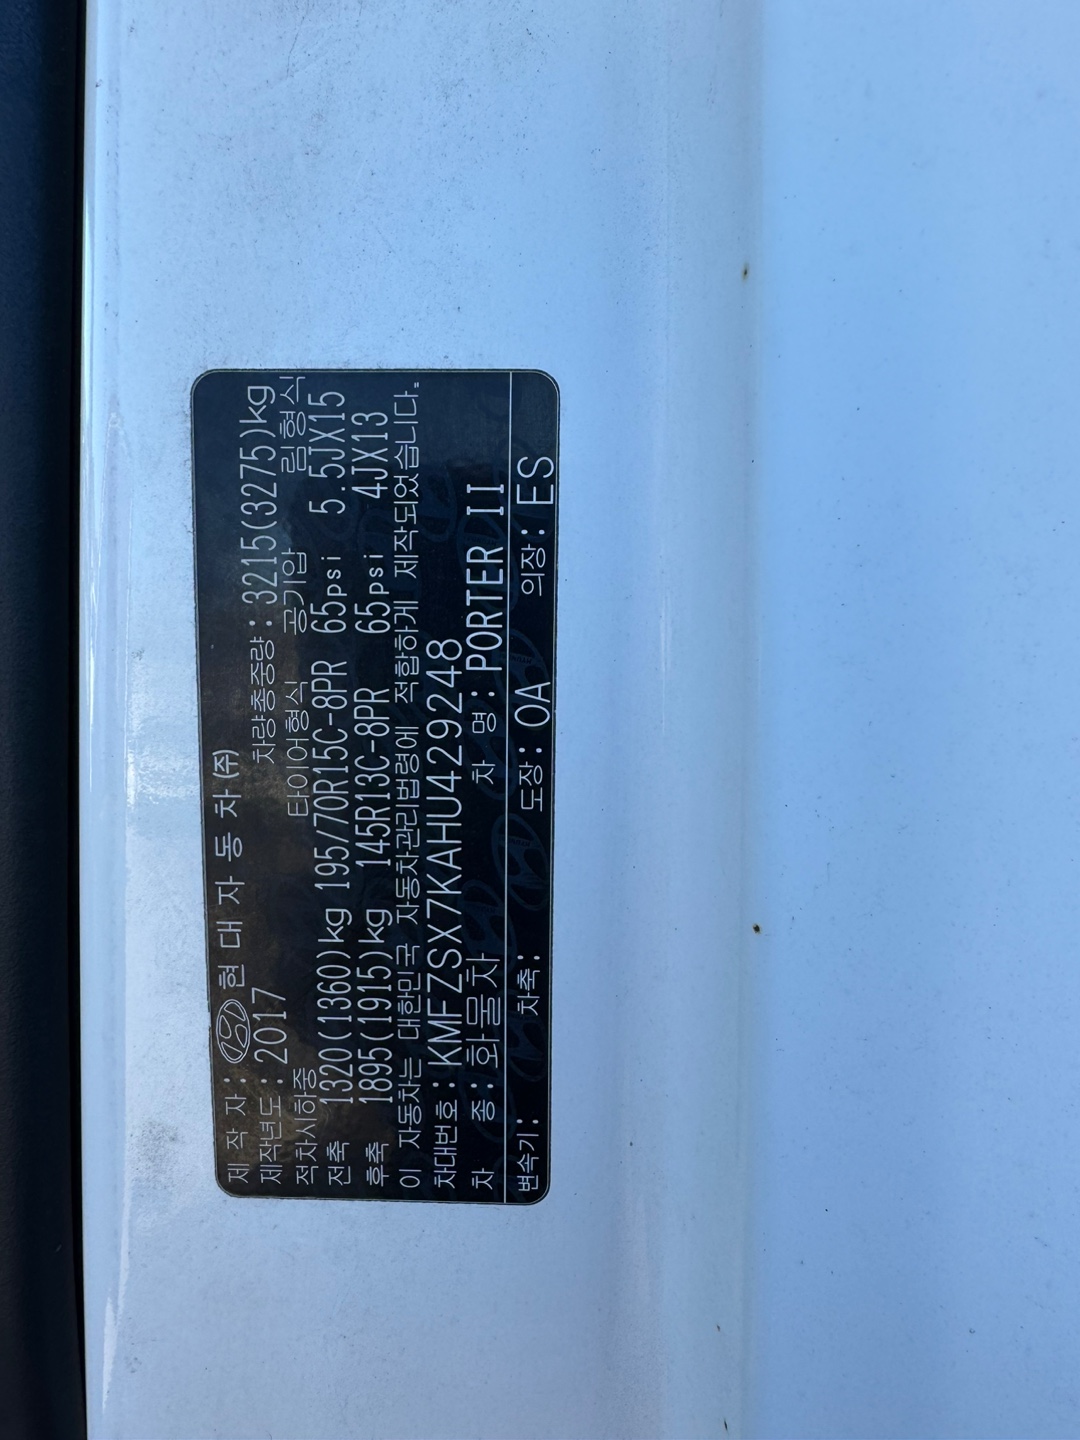 제 작 자 : 현 대 자 동 차 ㈜
제작년도 : 2017 차량총중량 : 3215(3275)kg
적차시하중 타이어형식 공기압 림형식
전축 1320(1360)kg 195/70R15C-8PR 65psi 5.5JX15
후축 1895(1915)kg 145R13C-8PR 65psi 4JX13
이 자동차는 대한민국 자동차관리법령에 적합하게 제작되었습니다.
차대번호 : KMFZSX7KAHU429248
차 종 : 화물차 차 명 : PORTER II
변속기 : 차축 : 도장 : OA 의장 : ES